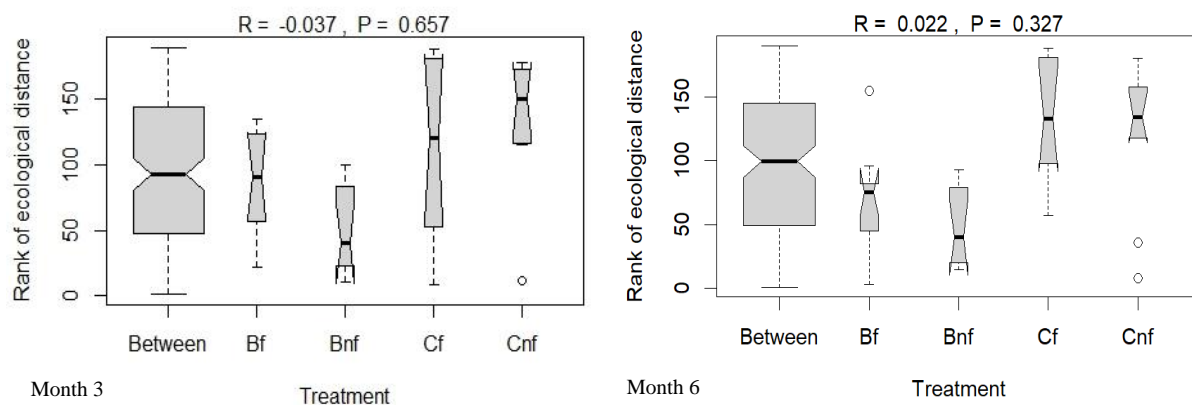 R = -0.037 , P = 0.657
Rank of ecological distance
150
100
50
0
Between Bf Bnf Cf Cnf
Month 3
Treatment
R = 0.022 , P = 0.327
Rank of ecological distance
150
100
50
0
Between Bf Bnf Cf Cnf
Month 6
Treatment